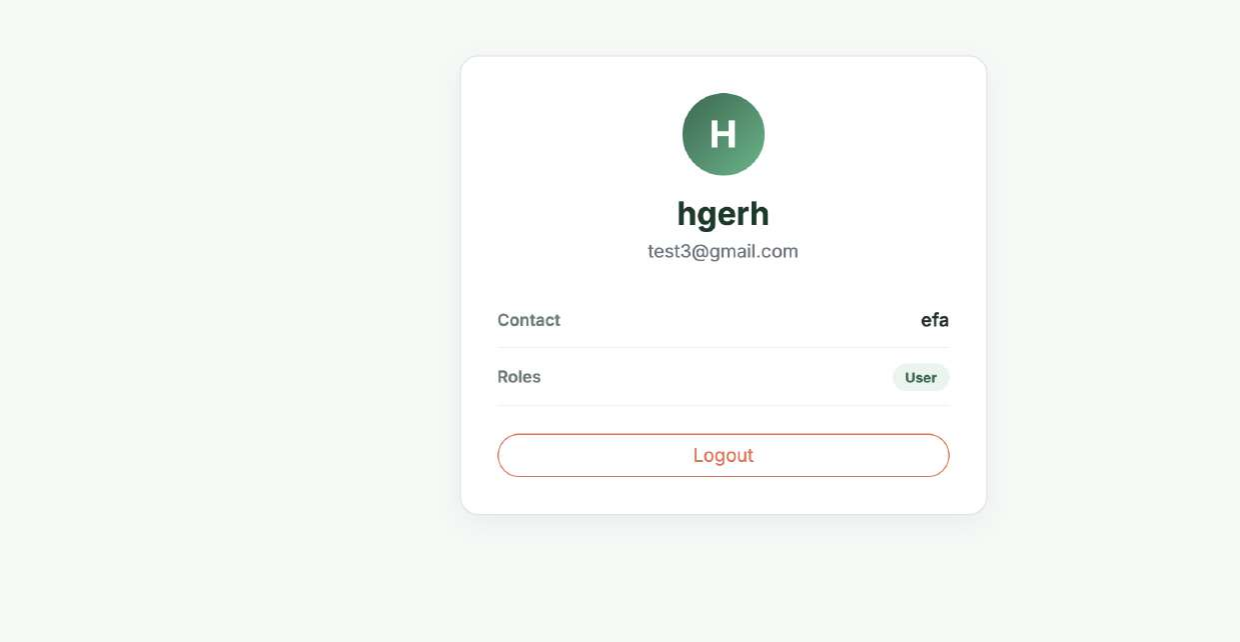 H
hgerh
test3@gmail.com
Contact efa
Roles User
Logout